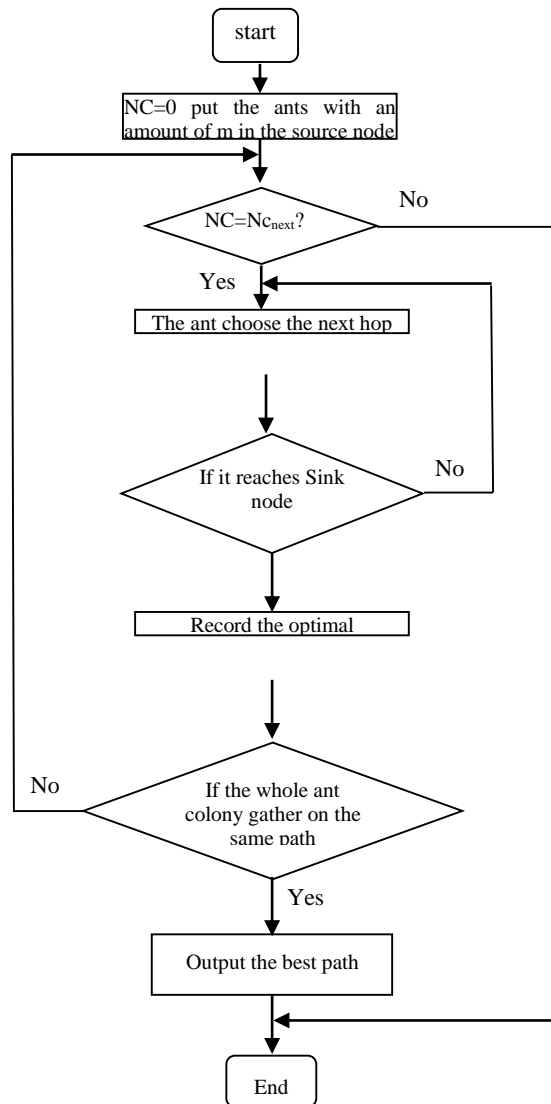 start
NC=0 put the ants with an
amount of m in the source node
No
NC=Nc_next?
Yes
The ant choose the next hop
If it reaches Sink
node
No
Record the optimal
No
If the whole ant
colony gather on the
same path
Yes
Output the best path
End